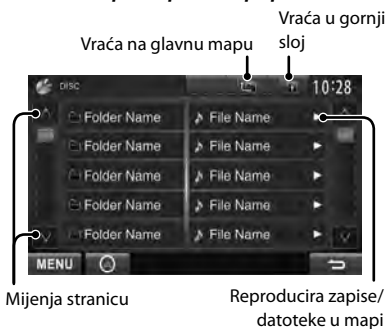 Vraća u gornji
sloj
Vraća na glavnu mapu
DISC
10:28
Folder Name
File Name
Folder Name
File Name
Folder Name
File Name
Folder Name
File Name
Folder Name
File Name
MENU
Mijenja stranicu
Reproducira zapise/
datoteke u mapi